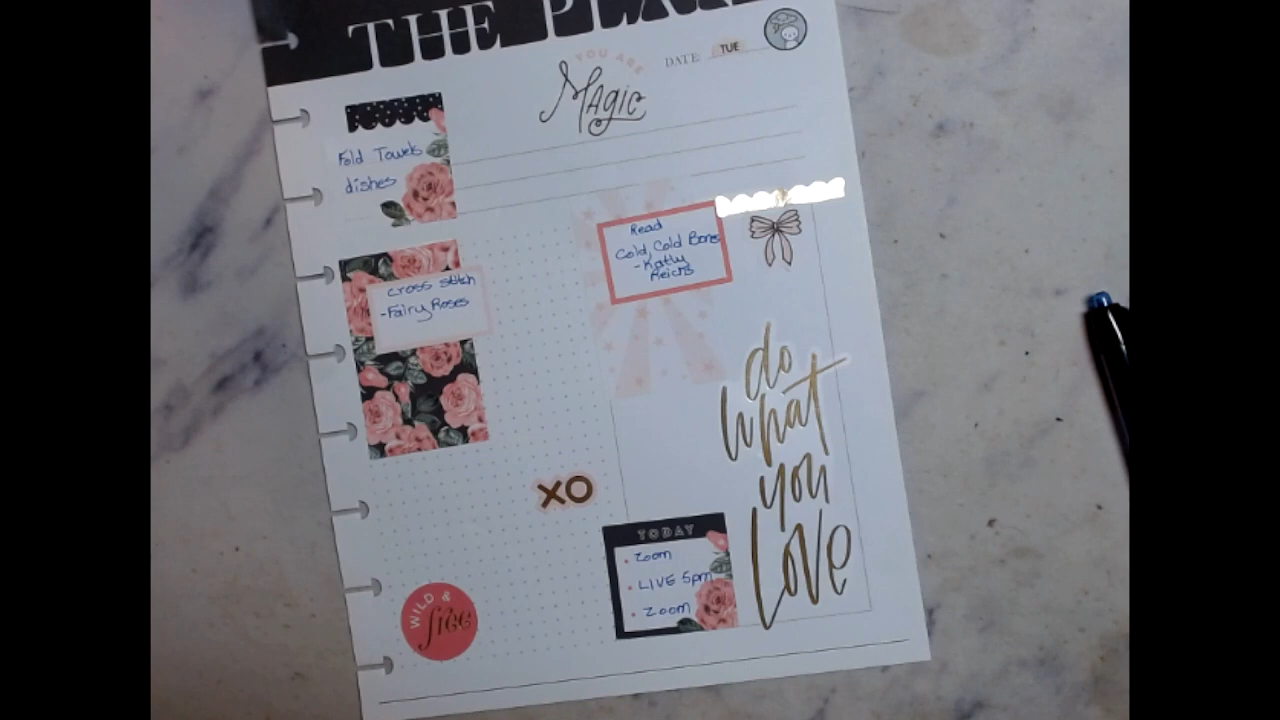 THE PLAN
YOU ARE
MAgic
DATE: TUE
Fold Towels
dishes
Read
Cold, Cold Bones
-Kathy
Reichs
cross stitch
-Fairy Roses
do
what
you
Love
XO
TODAY
Zoom
LIVE 5pm
Zoom
WILD &
free